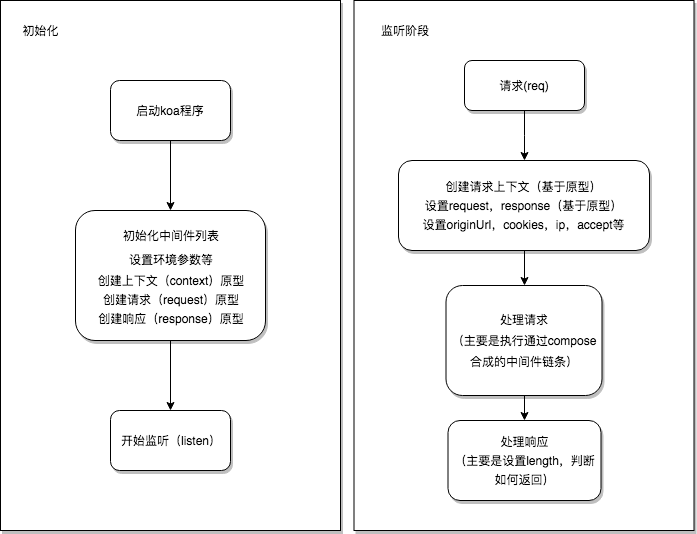 初始化
启动koa程序
初始化中间件列表
设置环境参数等
创建上下文（context）原型
创建请求（request）原型
创建响应（response）原型
开始监听（listen）
监听阶段
请求(req)
创建请求上下文（基于原型）
设置request，response（基于原型）
设置originUrl，cookies，ip，accept等
处理请求
（主要是执行通过compose
合成的中间件链条）
处理响应
（主要是设置length，判断
如何返回）